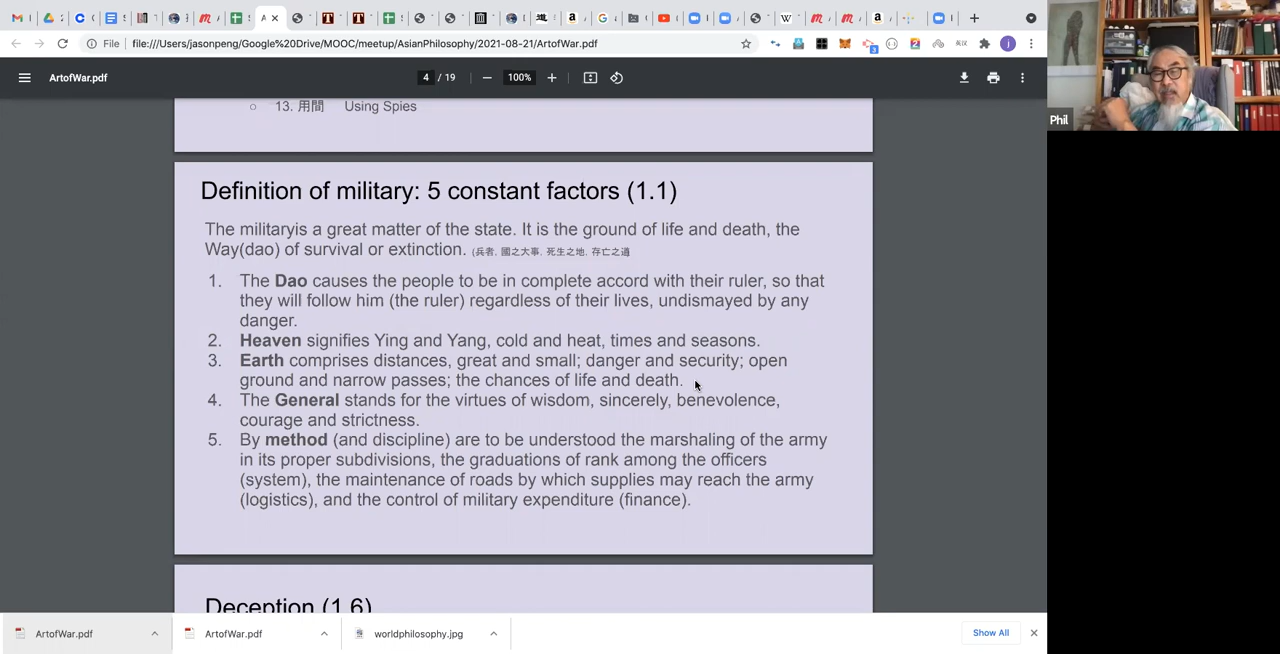 File
file:///Users/jasonpeng/Google%20Drive/MOOC/meetup/AsianPhilosophy/2021-08-21/ArtofWar.pdf
ArtofWar.pdf
4 / 19
100%
Phil
13. 用間 Using Spies
Definition of military: 5 constant factors (1.1)
The militaryis a great matter of the state. It is the ground of life and death, the
Way(dao) of survival or extinction. (兵者, 國之大事, 死生之地, 存亡之道
1. The Dao causes the people to be in complete accord with their ruler, so that
they will follow him (the ruler) regardless of their lives, undismayed by any
danger.
2. Heaven signifies Ying and Yang, cold and heat, times and seasons.
3. Earth comprises distances, great and small; danger and security; open
ground and narrow passes; the chances of life and death.
4. The General stands for the virtues of wisdom, sincerely, benevolence,
courage and strictness.
5. By method (and discipline) are to be understood the marshaling of the army
in its proper subdivisions, the graduations of rank among the officers
(system), the maintenance of roads by which supplies may reach the army
(logistics), and the control of military expenditure (finance).
Deception (1.6)
ArtofWar.pdf
ArtofWar.pdf
worldphilosophy.jpg
Show All